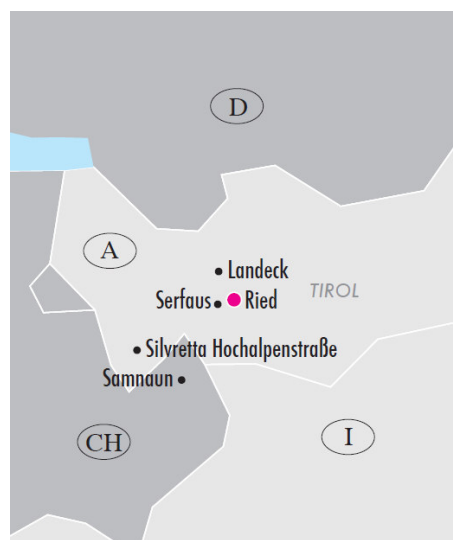 D
A
Landeck
TIROL
Serfaus
Ried
Silvretta Hochalpenstraße
Samnaun
CH
I